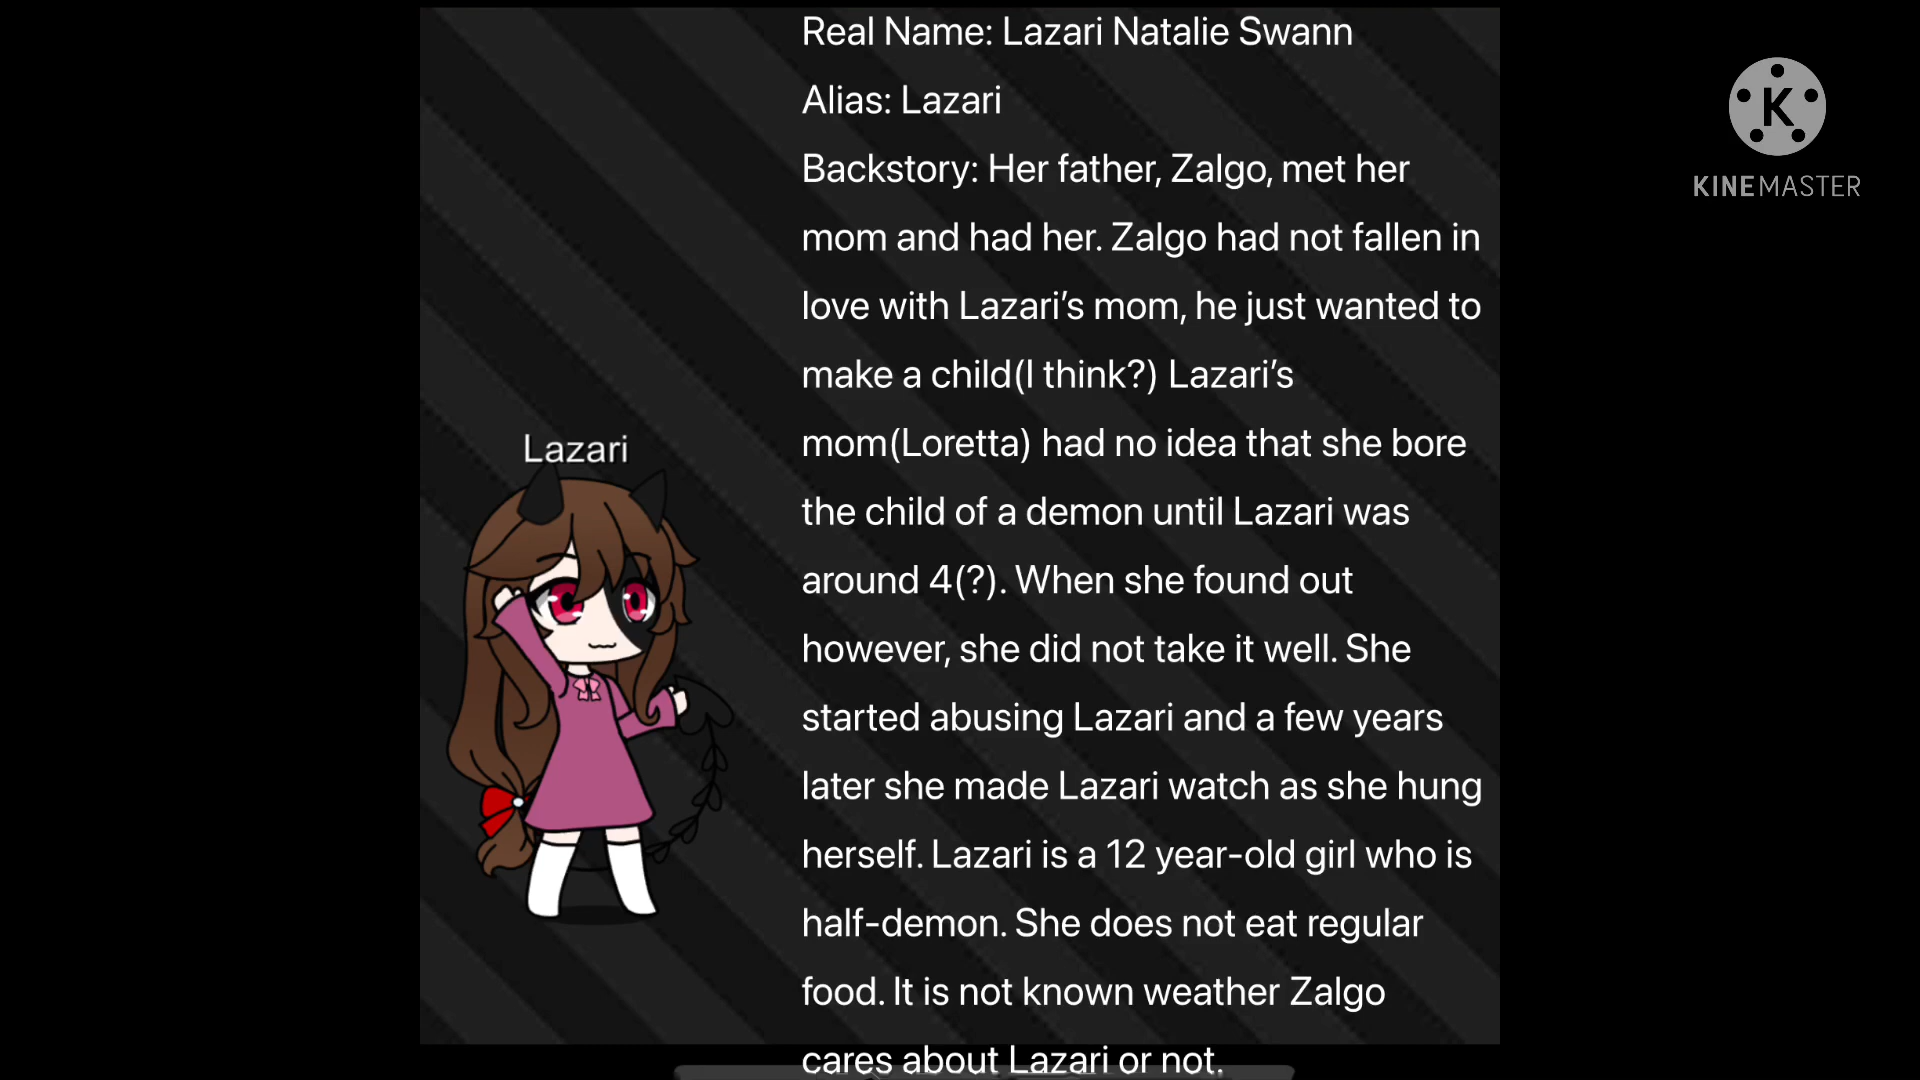 Real Name: Lazari Natalie Swann
Alias: Lazari
Backstory: Her father, Zalgo, met her
mom and had her. Zalgo had not fallen in
love with Lazari’s mom, he just wanted to
make a child(I think?) Lazari’s
mom(Loretta) had no idea that she bore
the child of a demon until Lazari was
around 4(?). When she found out
however, she did not take it well. She
started abusing Lazari and a few years
later she made Lazari watch as she hung
herself. Lazari is a 12 year-old girl who is
half-demon. She does not eat regular
food. It is not known weather Zalgo
cares about Lazari or not.
Lazari
K
KINEMASTER